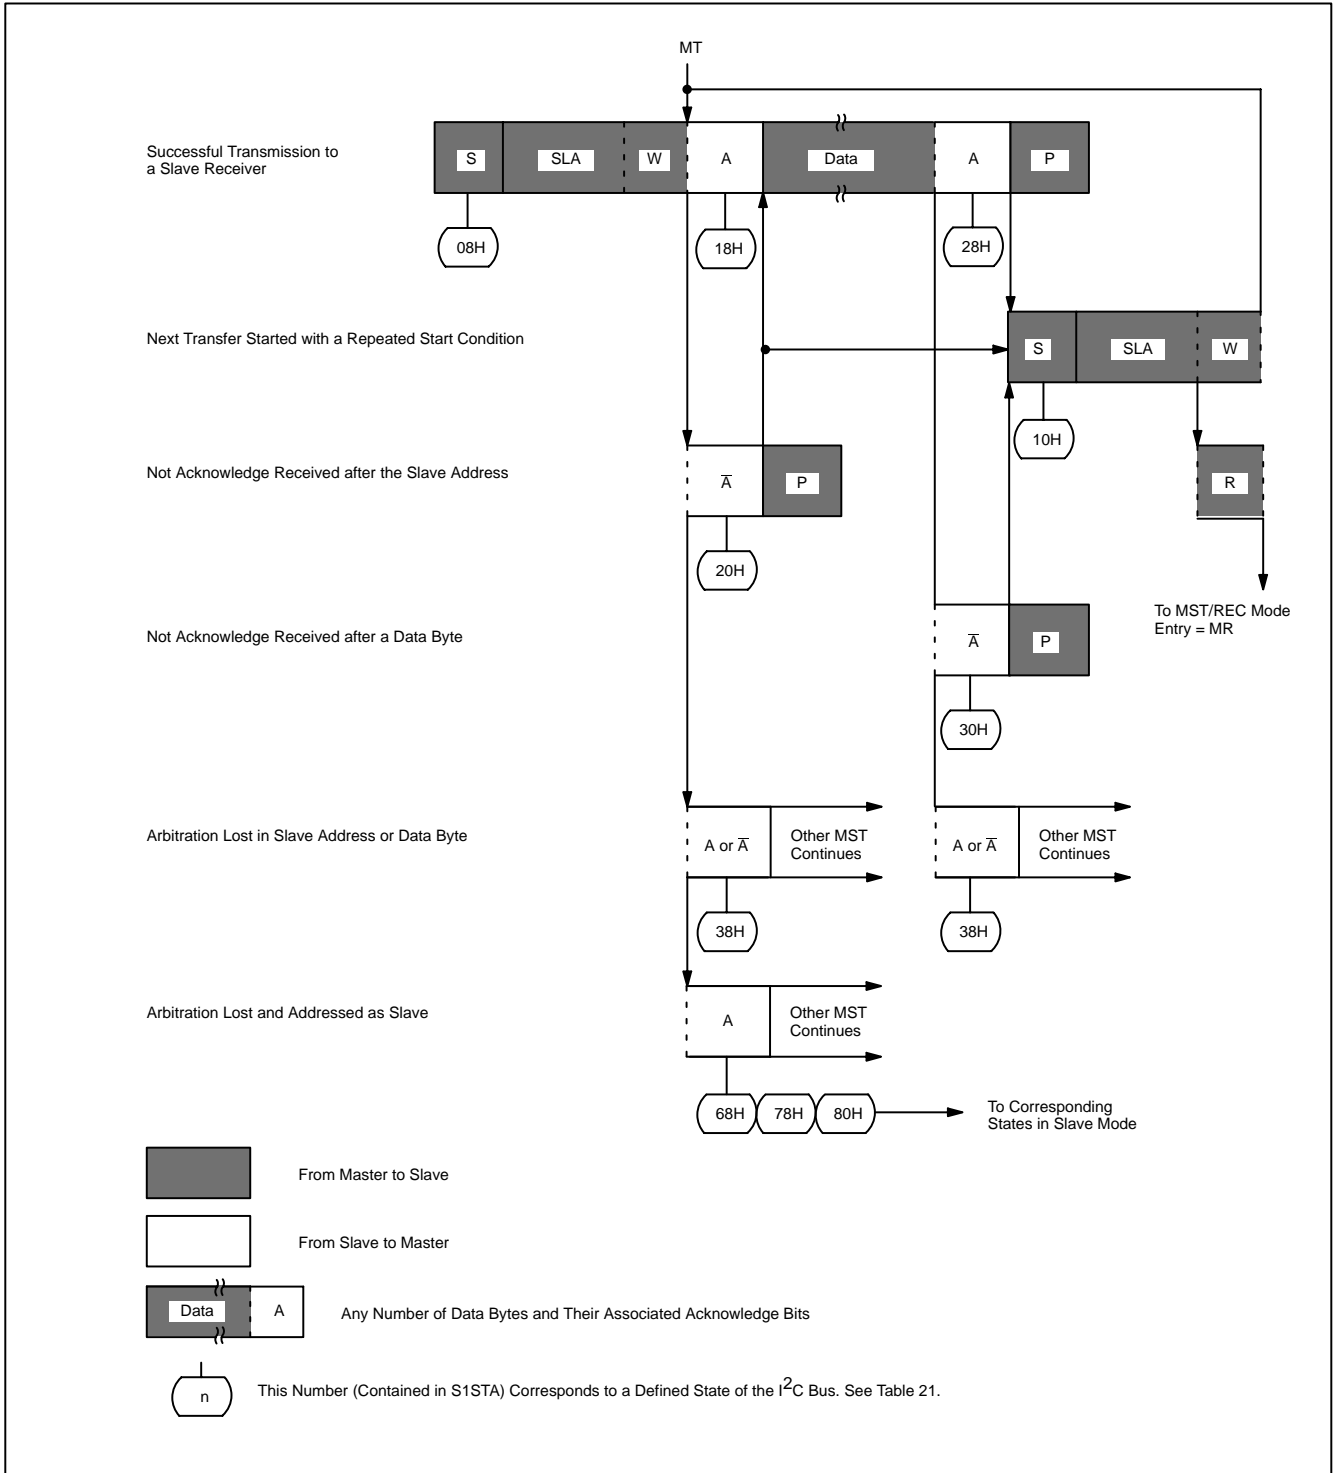 MT
Successful Transmission to
a Slave Receiver
S
SLA
W
A
Data
A
P
08H
18H
28H
Next Transfer Started with a Repeated Start Condition
S
SLA
W
10H
Not Acknowledge Received after the Slave Address
A̅
P
R
20H
To MST/REC Mode
Entry = MR
Not Acknowledge Received after a Data Byte
A̅
P
30H
Arbitration Lost in Slave Address or Data Byte
A or A̅
Other MST
Continues
A or A̅
Other MST
Continues
38H
38H
Arbitration Lost and Addressed as Slave
A
Other MST
Continues
68H
78H
80H
To Corresponding
States in Slave Mode
From Master to Slave
From Slave to Master
Data
A
Any Number of Data Bytes and Their Associated Acknowledge Bits
n
This Number (Contained in S1STA) Corresponds to a Defined State of the I²C Bus. See Table 21.